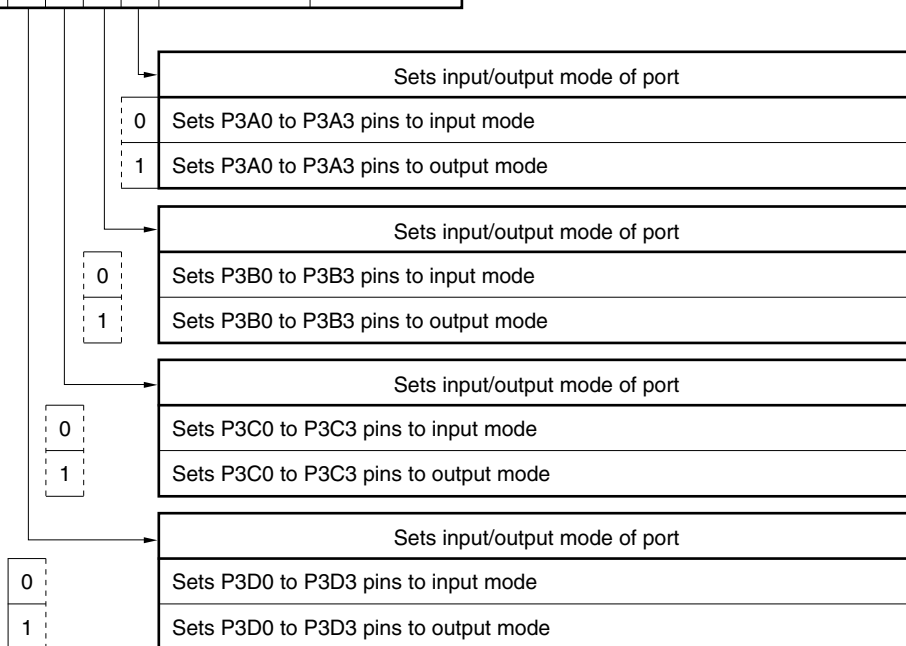 Sets input/output mode of port
0 Sets P3A0 to P3A3 pins to input mode
1 Sets P3A0 to P3A3 pins to output mode
Sets input/output mode of port
0 Sets P3B0 to P3B3 pins to input mode
1 Sets P3B0 to P3B3 pins to output mode
Sets input/output mode of port
0 Sets P3C0 to P3C3 pins to input mode
1 Sets P3C0 to P3C3 pins to output mode
Sets input/output mode of port
0 Sets P3D0 to P3D3 pins to input mode
1 Sets P3D0 to P3D3 pins to output mode